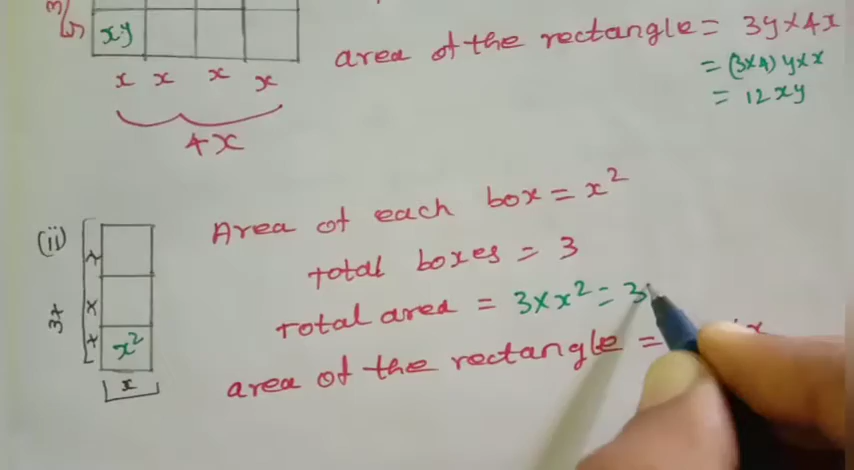 3
xy
area of the rectangle = 3y×4x
= (3×4) y×x
= 12xy
x x x x
4x
(ii)
Area of each box = x²
total boxes = 3
x
x
x
3x
total area = 3×x² = 3
x²
area of the rectangle =
x